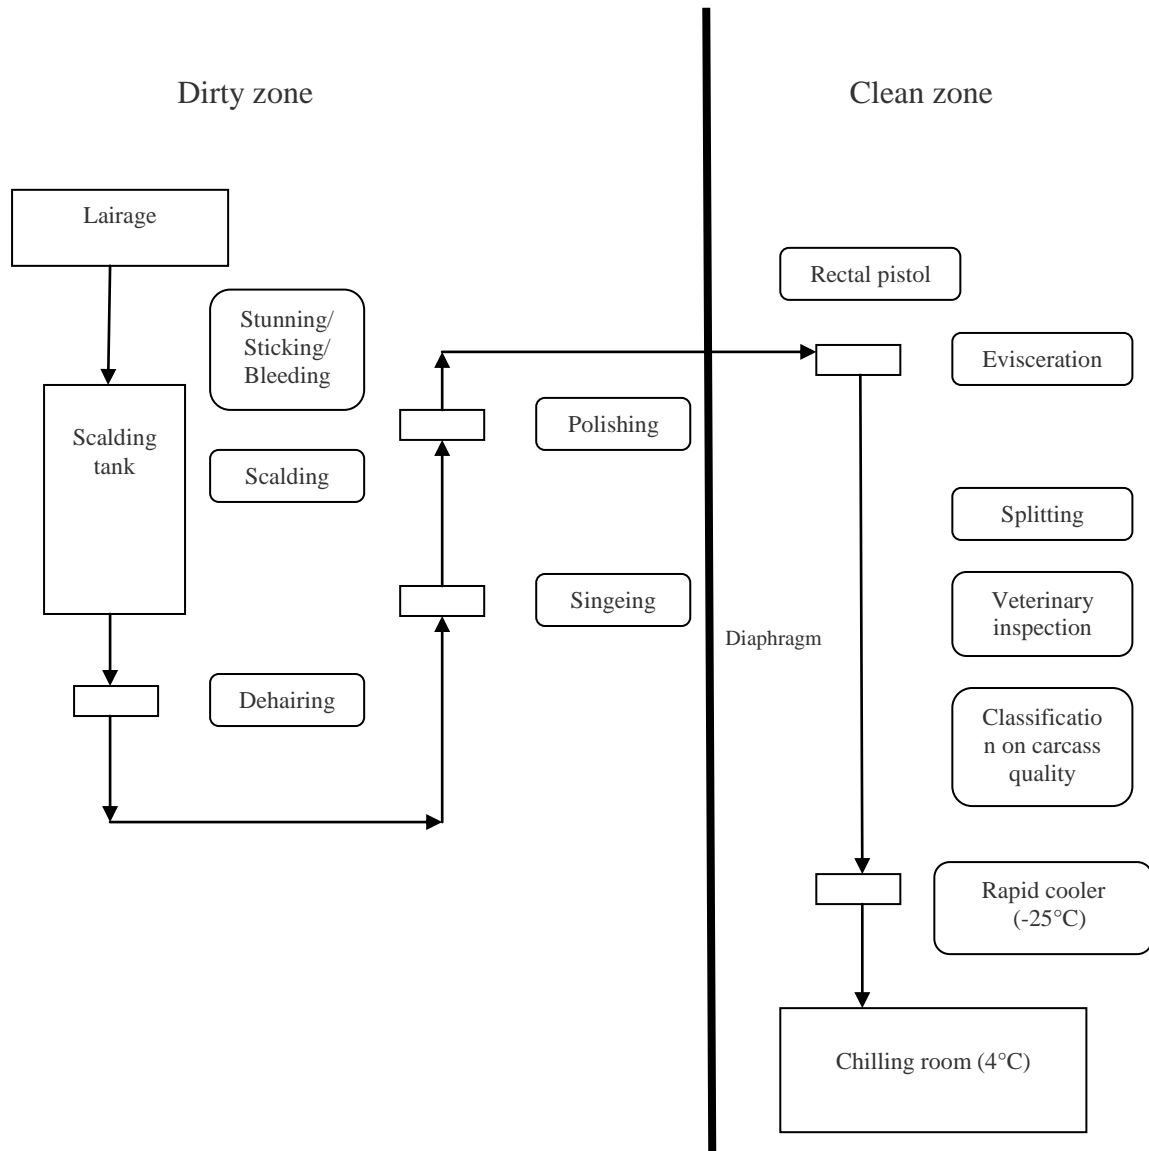 Dirty zone
Clean zone
Lairage
Stunning/
Sticking/
Bleeding
Scalding
tank
Scalding
Dehairing
Polishing
Singeing
Diaphragm
Rectal pistol
Evisceration
Splitting
Veterinary
inspection
Classificatio
n on carcass
quality
Rapid cooler
(-25°C)
Chilling room (4°C)